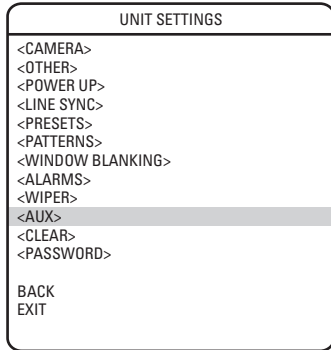 UNIT SETTINGS
<CAMERA>
<OTHER>
<POWER UP>
<LINE SYNC>
<PRESETS>
<PATTERNS>
<WINDOW BLANKING>
<ALARMS>
<WIPER>
<AUX>
<CLEAR>
<PASSWORD>
BACK
EXIT